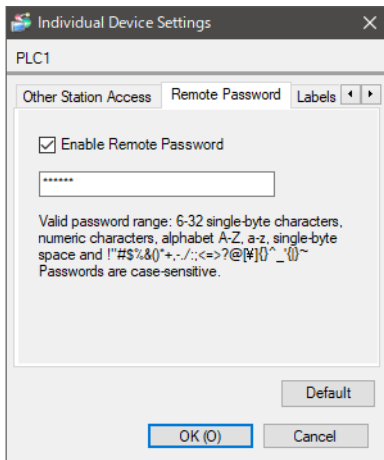 Individual Device Settings
PLC1
Other Station Access Remote Password Labels
Enable Remote Password
******
Valid password range: 6-32 single-byte characters,
numeric characters, alphabet A-Z, a-z, single-byte
space and !"#$%&()*+,-./:;<=>?@[¥]{}^_'{|}~
Passwords are case-sensitive.
Default
OK (O) Cancel